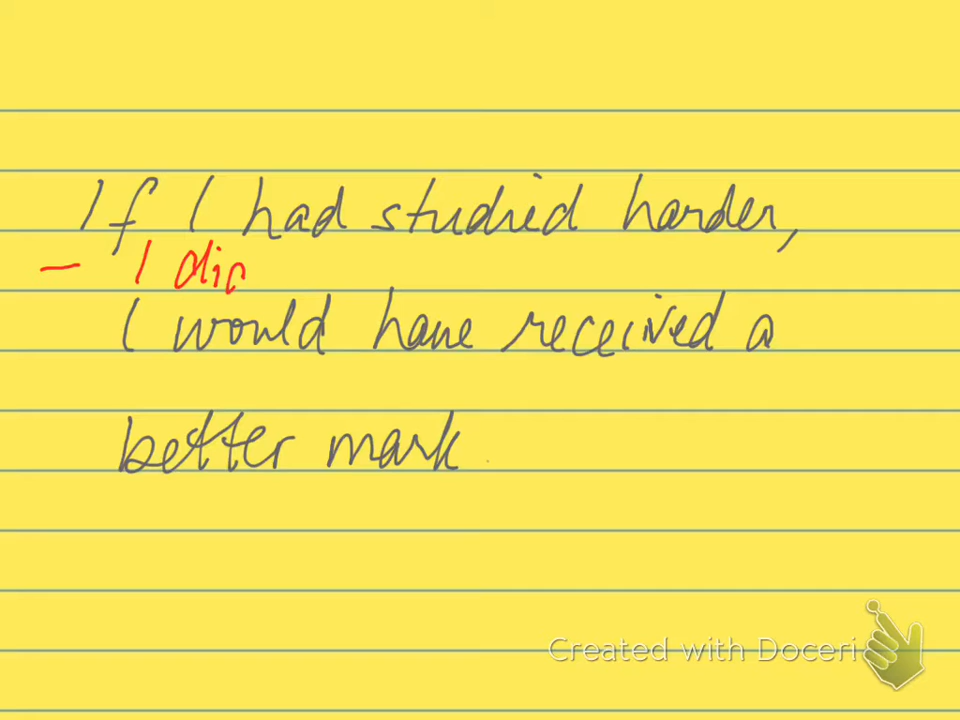 If I had studied harder,
- I dic
I would have received a
better mark
Created with Doceri